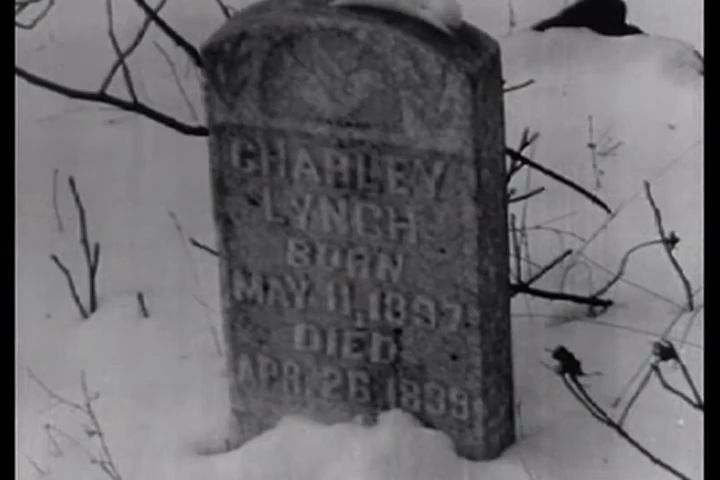 CHARLEY
LYNCH
BORN
MAY 11, 1897
DIED
APR. 26, 1899